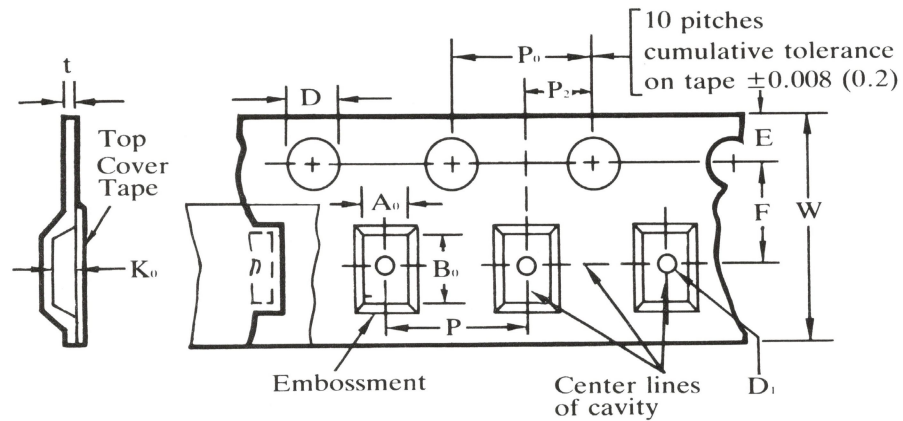 10 pitches
cumulative tolerance
on tape ±0.008 (0.2)
P₀
P₂
t
D
E
Top
Cover
Tape
A₀
F
W
K₀
B₀
P
Embossment
Center lines
of cavity
D₁